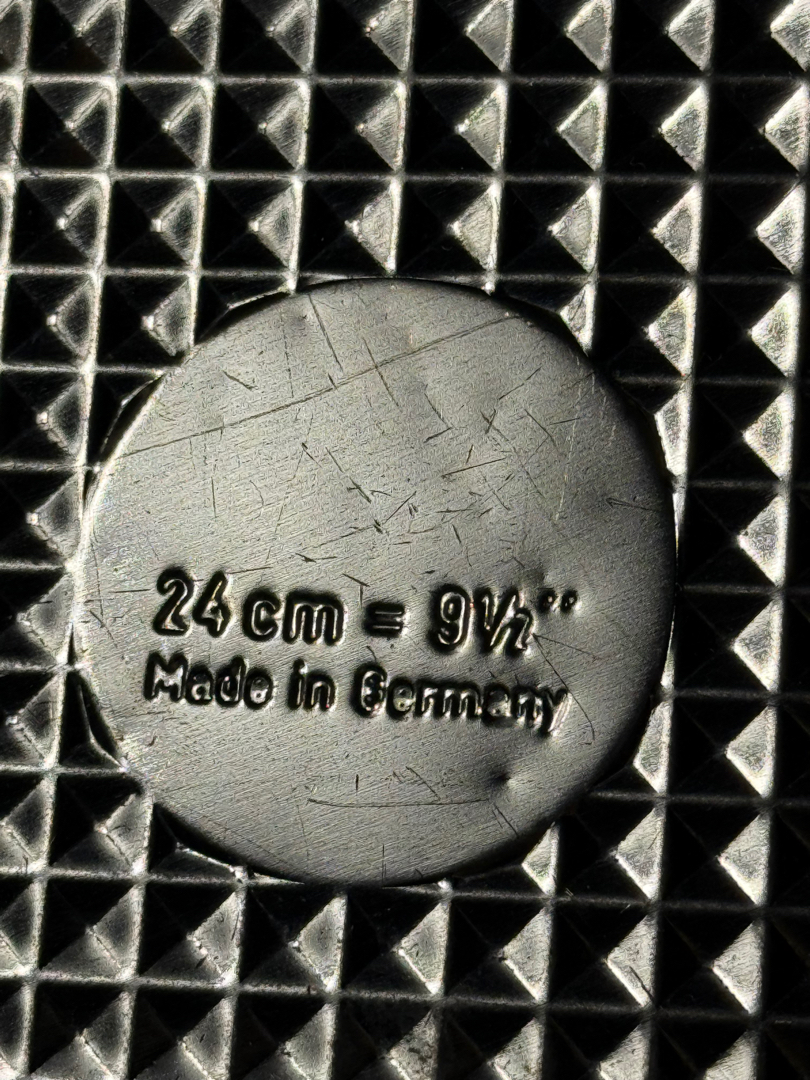 24 cm = 9½"
Made in Germany